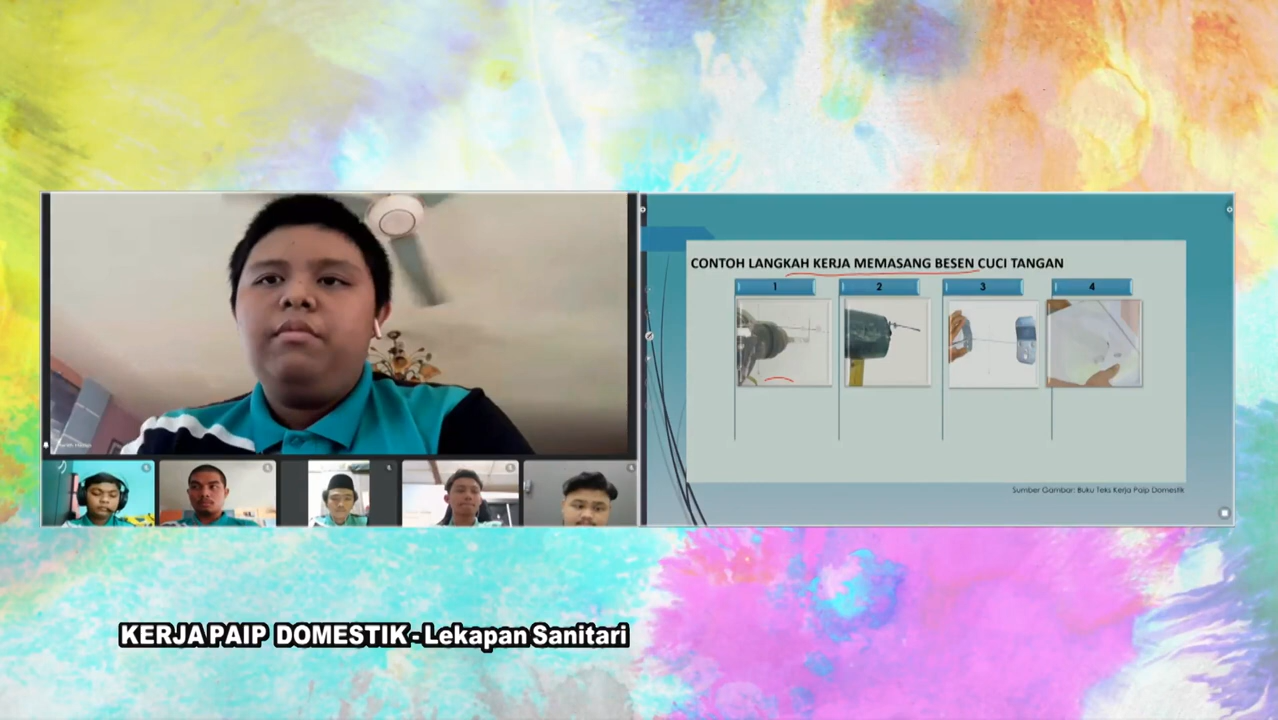 CONTOH LANGKAH KERJA MEMASANG BESEN CUCI TANGAN
1
2
3
4
Sumber Gambar: Buku Teks Kerja Paip Domestik
KERJA PAIP DOMESTIK - Lekapan Sanitari